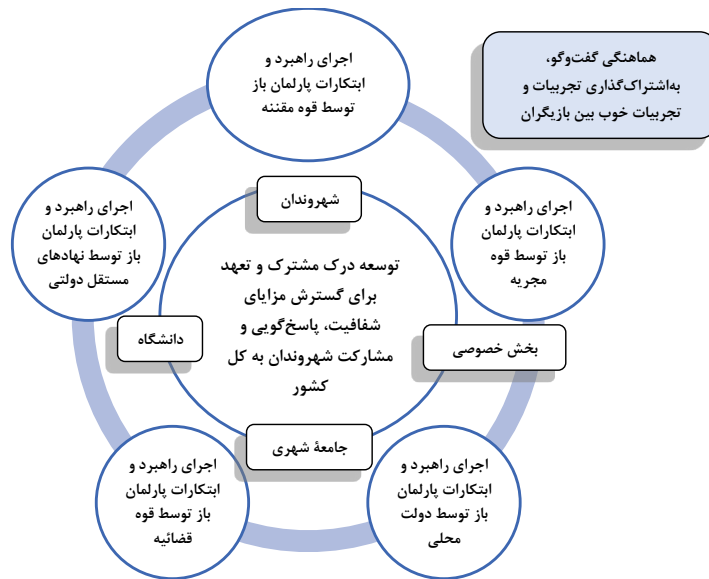 اجرای راهبرد و
ابتکارات پارلمان باز
توسط قوه مقننه
هماهنگی گفت‌وگو،
به‌اشتراک‌گذاری تجربیات و
تجربیات خوب بین بازیگران
اجرای راهبرد و
ابتکارات پارلمان
باز توسط قوه
مجریه
شهروندان
اجرای راهبرد و
ابتکارات پارلمان
باز توسط نهادهای
مستقل دولتی
توسعه درک مشترک و تعهد
برای گسترش مزایای
شفافیت، پاسخ‌گویی و
مشارکت شهروندان به کل
کشور
بخش خصوصی
دانشگاه
جامعهٔ شهری
اجرای راهبرد و
ابتکارات پارلمان
باز توسط دولت
محلی
اجرای راهبرد و
ابتکارات پارلمان
باز توسط قوه
قضائیه